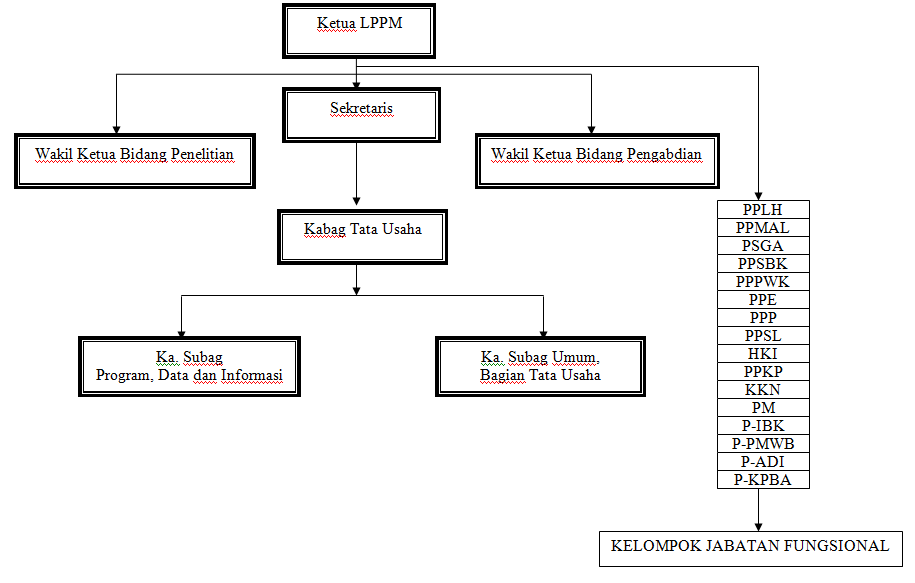 Ketua LPPM
Sekretaris
Wakil Ketua Bidang Penelitian
Wakil Ketua Bidang Pengabdian
Kabag Tata Usaha
Ka. Subag
Program, Data dan Informasi
Ka. Subag Umum,
Bagian Tata Usaha
PPLH
PPMAL
PSGA
PPSBK
PPPWK
PPE
PPP
PPSL
HKI
PPKP
KKN
PM
P-IBK
P-PMWB
P-ADI
P-KPBA
KELOMPOK JABATAN FUNGSIONAL